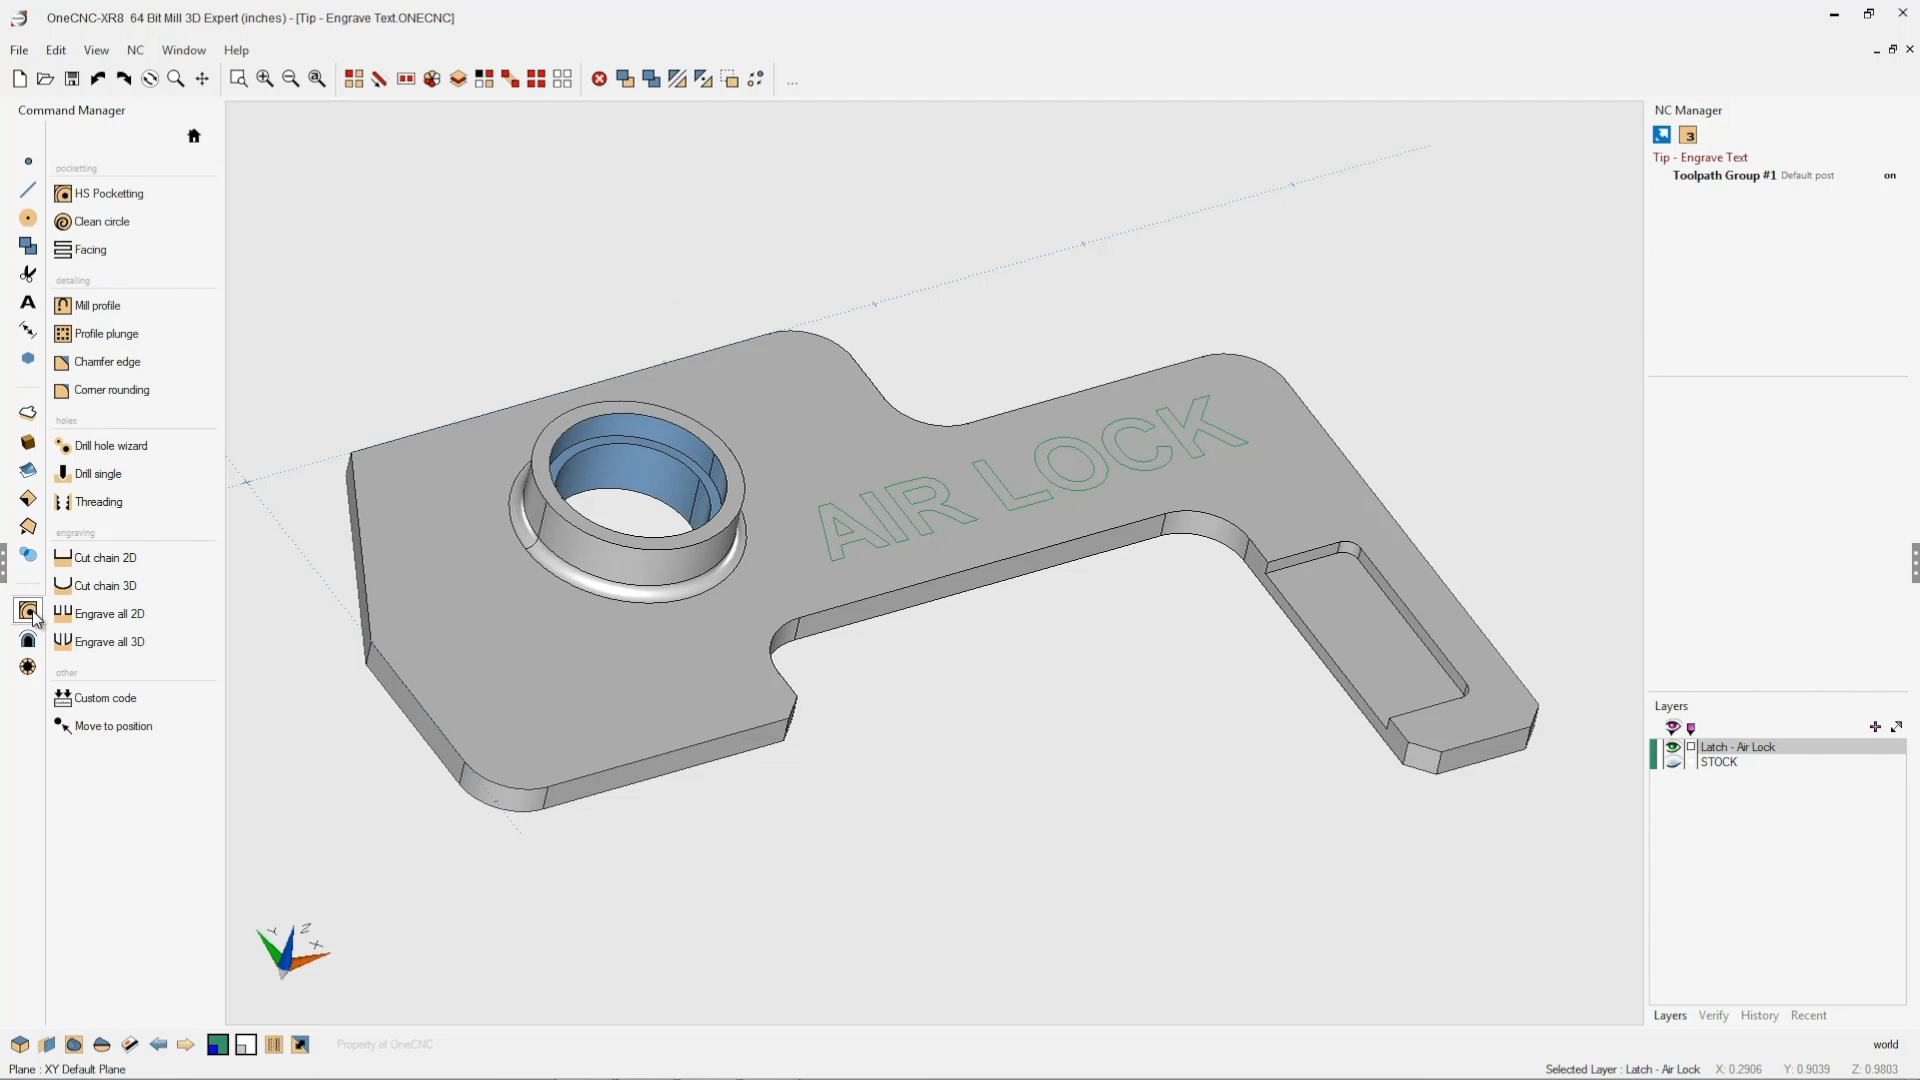 OneCNC-XR8 64 Bit Mill 3D Expert (inches) - [Tip - Engrave Text.ONECNC]
File Edit View NC Window Help
Command Manager
pocketting
HS Pocketting
Clean circle
Facing
detailing
Mill profile
Profile plunge
Chamfer edge
Corner rounding
holes
Drill hole wizard
Drill single
Threading
engraving
Cut chain 2D
Cut chain 3D
Engrave all 2D
Engrave all 3D
other
Custom code
Move to position
AIR LOCK
Y Z X
NC Manager
3
Tip - Engrave Text
Toolpath Group #1 Default post on
Layers
Latch - Air Lock
STOCK
Layers Verify History Recent
Property of OneCNC
world
Plane : XY Default Plane
Selected Layer : Latch - Air Lock X: 0.2906 Y: 0.9039 Z: 0.9803